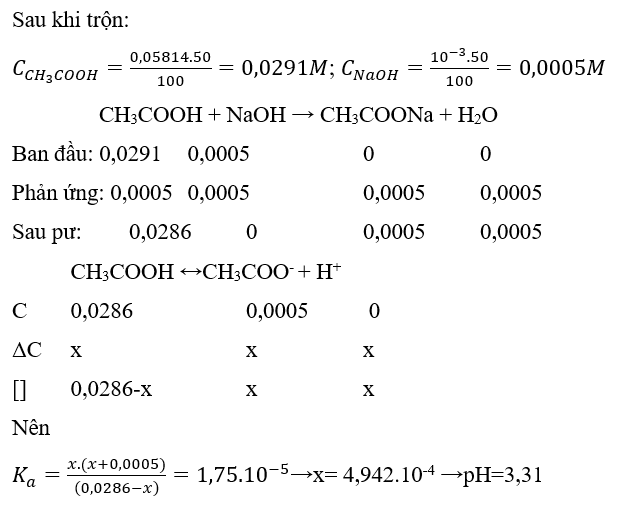 Sau khi trộn:
C_{CH_3COOH} = \frac{0,05814.50}{100} = 0,0291M; C_{NaOH} = \frac{10^{-3}.50}{100} = 0,0005M
CH₃COOH + NaOH → CH₃COONa + H₂O
Ban đầu: 0,0291 0,0005 0 0
Phản ứng: 0,0005 0,0005 0,0005 0,0005
Sau pư: 0,0286 0 0,0005 0,0005
CH₃COOH ↔CH₃COO⁻ + H⁺
C 0,0286 0,0005 0
ΔC x x x
[] 0,0286-x x x
Nên
K_a = \frac{x.(x+0,0005)}{(0,0286−x)} = 1,75.10^{−5}→x= 4,942.10⁻⁴ →pH=3,31